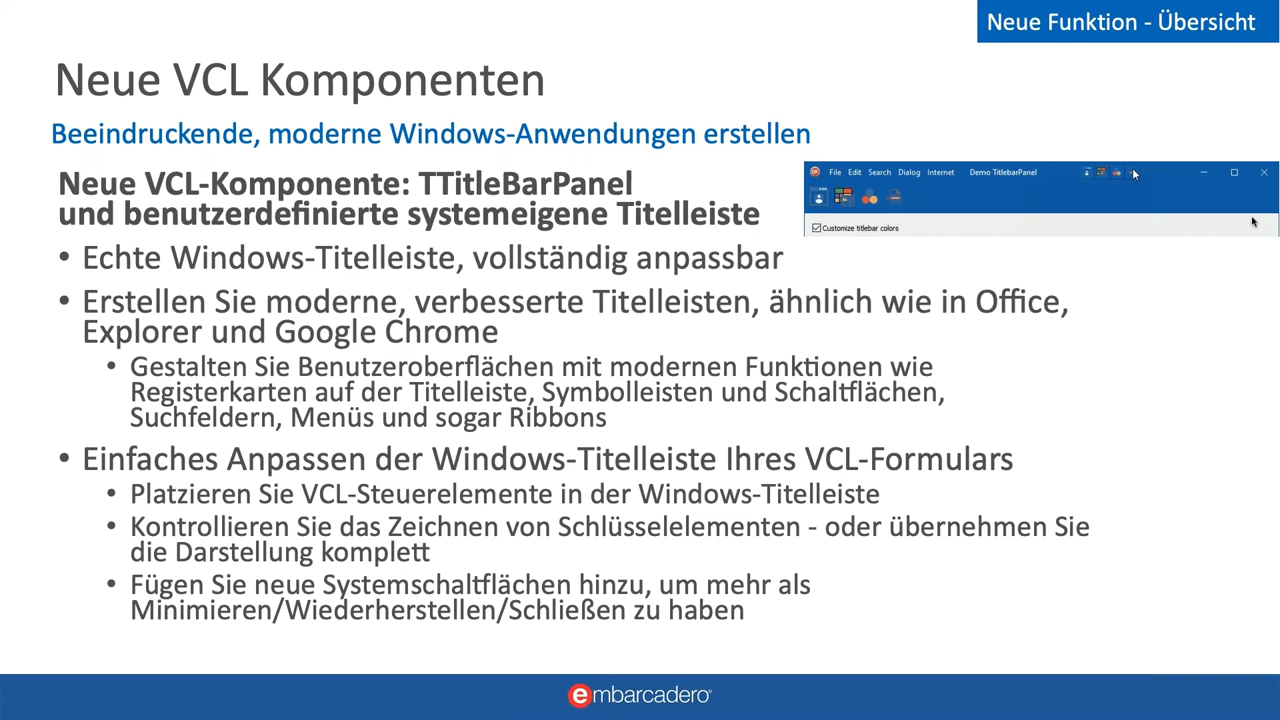 Neue Funktion - Übersicht
Neue VCL Komponenten
Beeindruckende, moderne Windows-Anwendungen erstellen
Neue VCL-Komponente: TTitleBarPanel
und benutzerdefinierte systemeigene Titelleiste
File Edit Search Dialog Internet Demo TitlebarPanel
Customize titlebar colors
• Echte Windows-Titelleiste, vollständig anpassbar
• Erstellen Sie moderne, verbesserte Titelleisten, ähnlich wie in Office,
Explorer und Google Chrome
• Gestalten Sie Benutzeroberflächen mit modernen Funktionen wie
Registerkarten auf der Titelleiste, Symbolleisten und Schaltflächen,
Suchfeldern, Menüs und sogar Ribbons
• Einfaches Anpassen der Windows-Titelleiste Ihres VCL-Formulars
• Platzieren Sie VCL-Steuerelemente in der Windows-Titelleiste
• Kontrollieren Sie das Zeichnen von Schlüsselelementen - oder übernehmen Sie
die Darstellung komplett
• Fügen Sie neue Systemschaltflächen hinzu, um mehr als
Minimieren/Wiederherstellen/Schließen zu haben
embarcadero